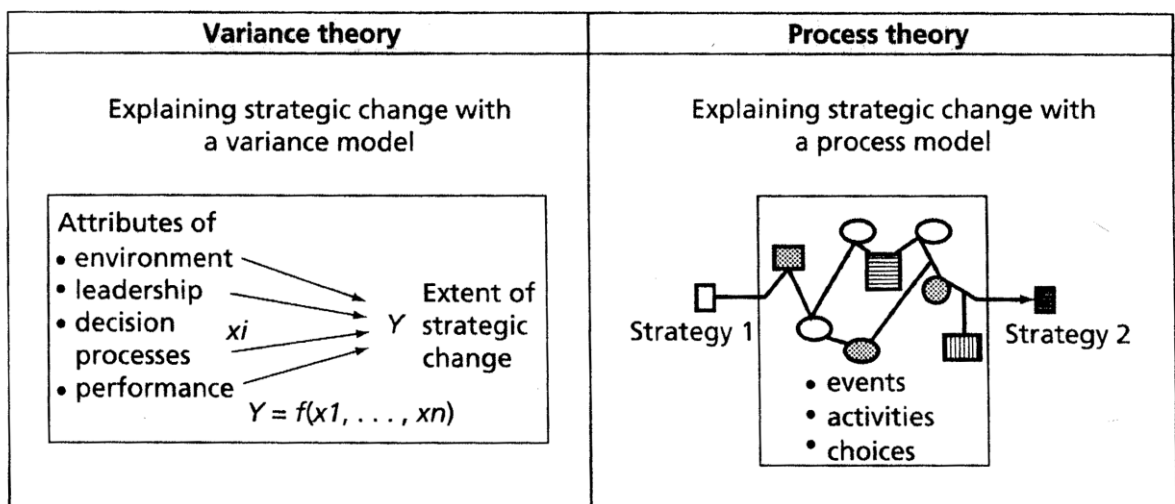 Variance theory
Process theory
Explaining strategic change with
a variance model
Attributes of
• environment
• leadership
• decision
processes
• performance
xi
Y
Extent of
strategic
change
Y = f(x1, . . . , xn)
Explaining strategic change with
a process model
Strategy 1
Strategy 2
• events
• activities
• choices